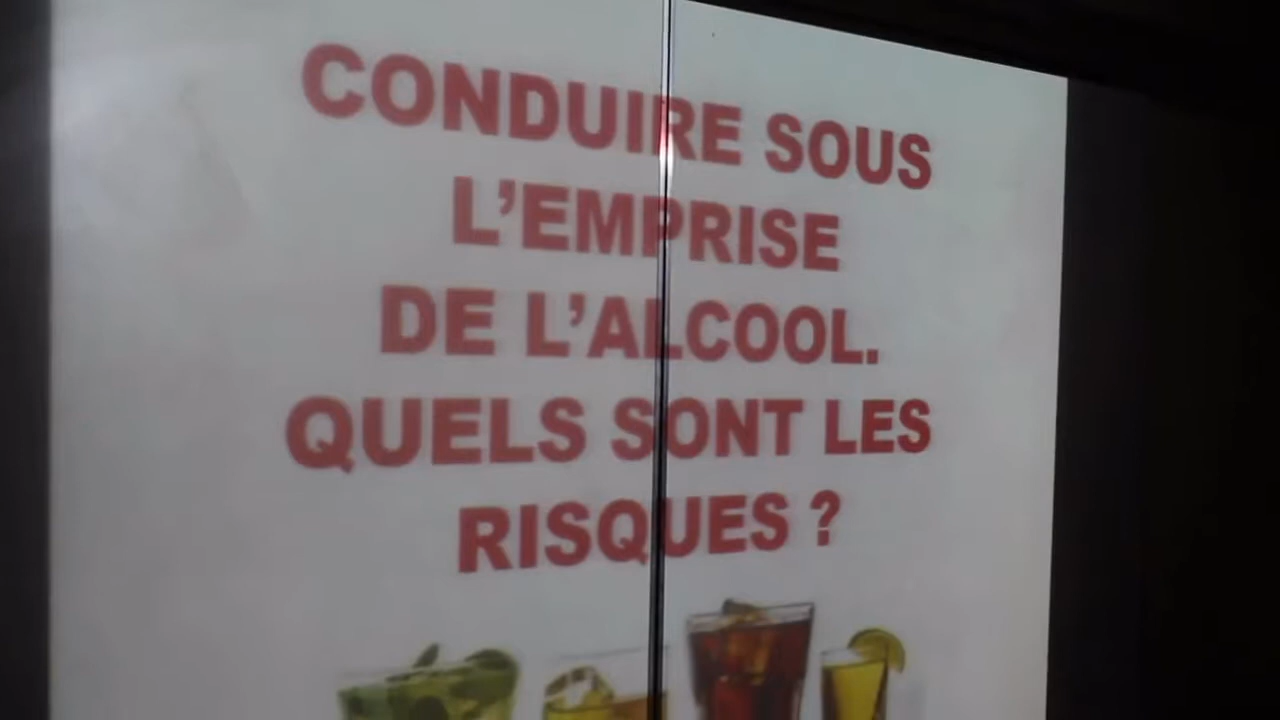 CONDUIRE SOUS
L’EMPRISE
DE L’ALCOOL.
QUELS SONT LES
RISQUES ?